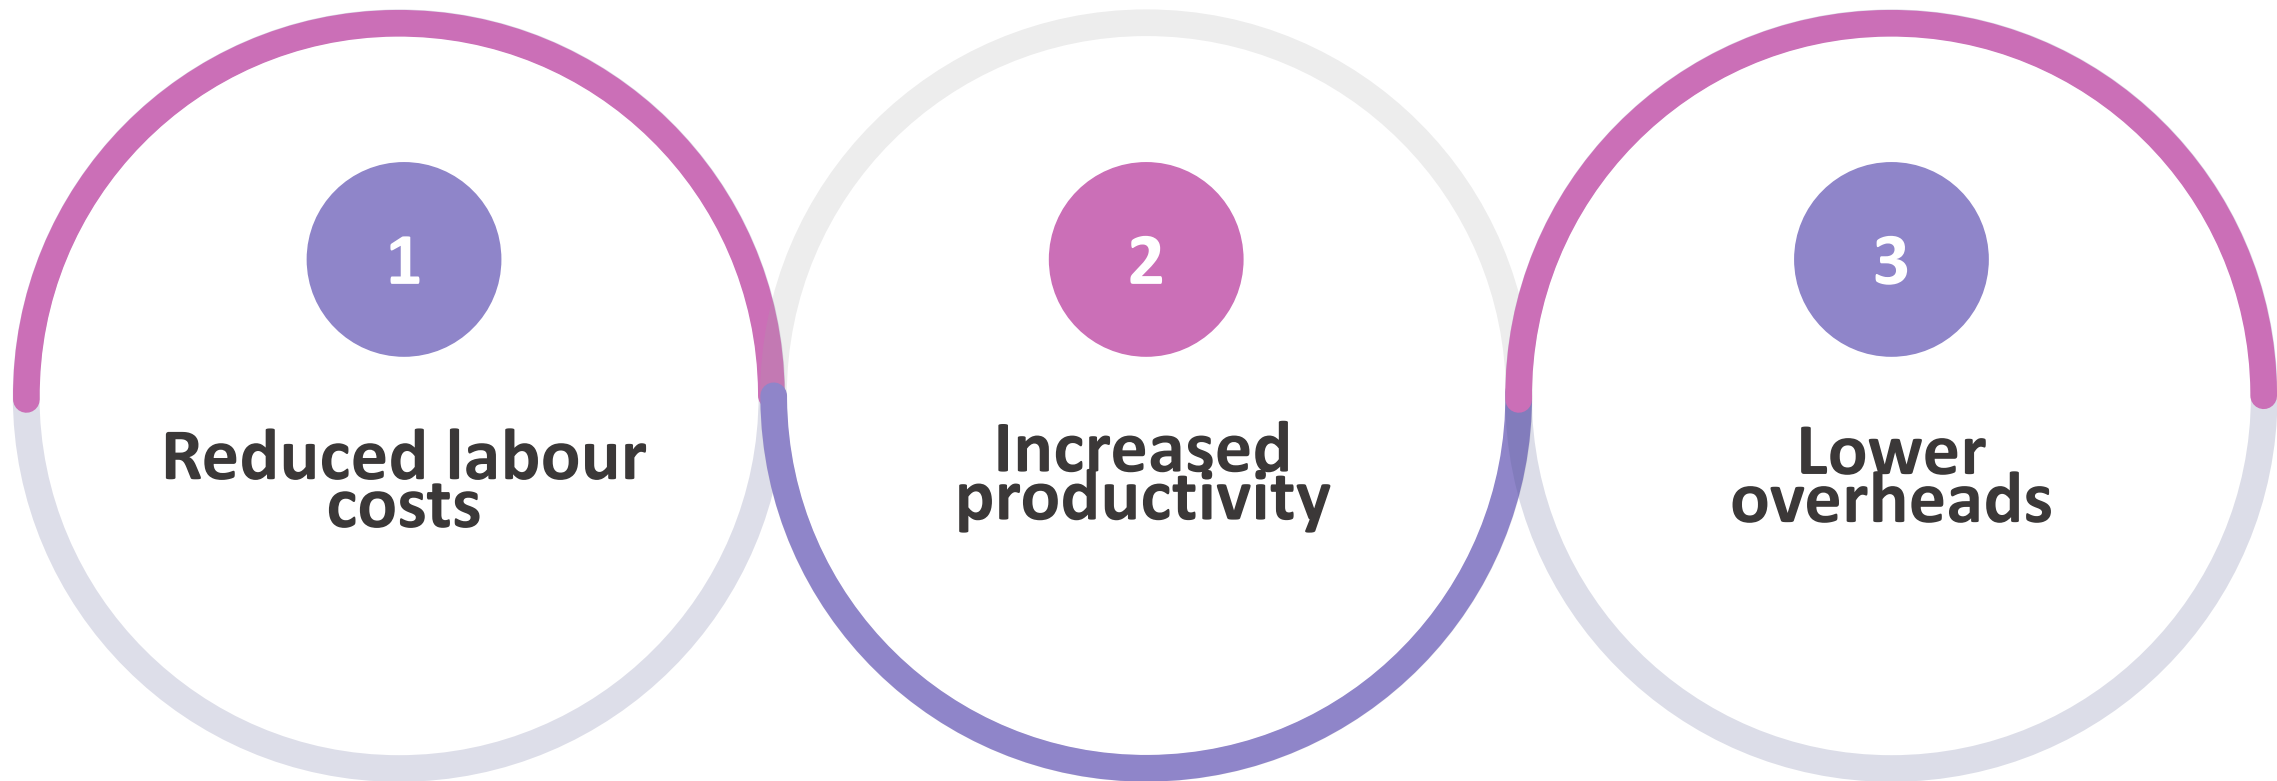 1
Reduced labour
costs
2
Increased
productivity
3
Lower
overheads